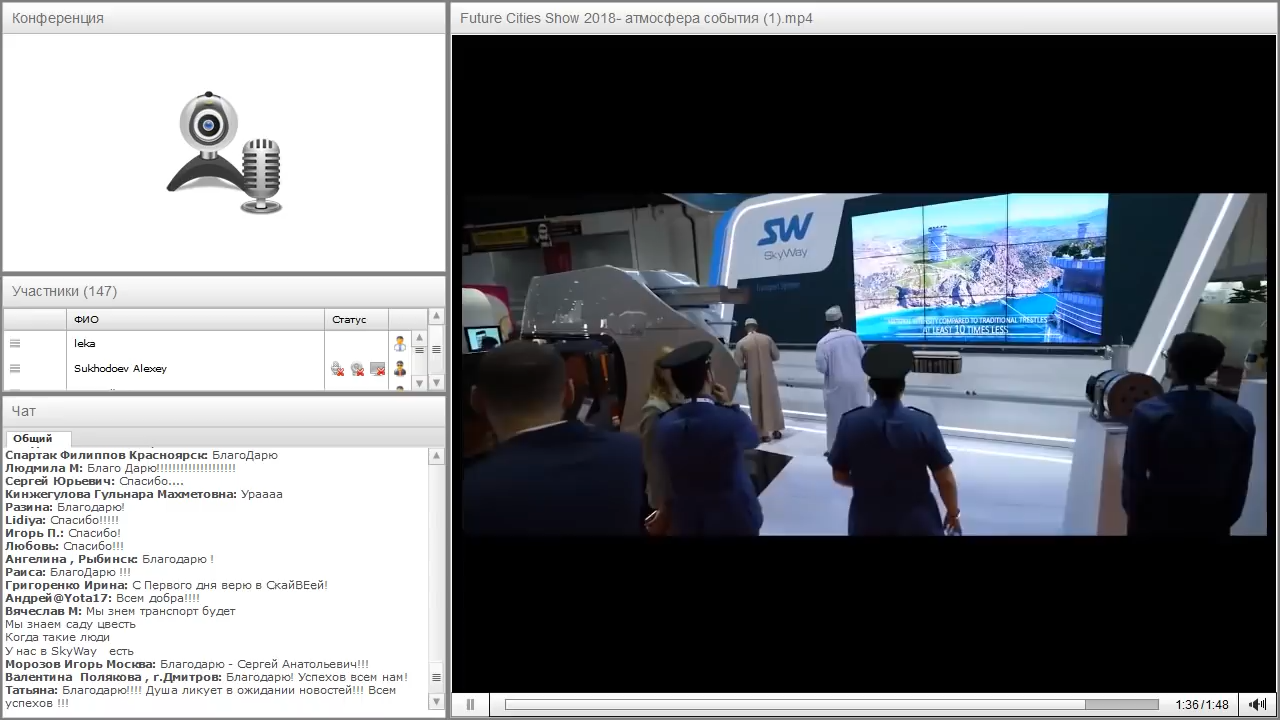 Конференция
Future Cities Show 2018- атмосфера события (1).mp4
SW
SkyWay
COMPARED TO TRADITIONAL TRESTLES
AT LEAST 10 TIMES LESS
Участники (147)
ФИО
Статус
leka
Sukhodoev Alexey
Чат
Общий
Спартак Филиппов Красноярск: БлагоДарю
Людмила М: Благо Дарю!!!!!!!!!!!!!!!!!!!!
Сергей Юрьевич: Спасибо....
Кинжегулова Гульнара Махметовна: Ураааа
Разина: Благодарю!
Lidiya: Спасибо!!!!!
Игорь П.: Спасибо!
Любовь: Спасибо!!!
Ангелина , Рыбинск: Благодарю !
Раиса: БлагоДарю !!!
Григоренко Ирина: С Первого дня верю в СкайВЕей!
Андрей@Yota17: Всем добра!!!!
Вячеслав М: Мы знем транспорт будет
Мы знаем саду цвесть
Когда такие люди
У нас в SkyWay есть
Морозов Игорь Москва: Благодарю - Сергей Анатольевич!!!
Валентина Полякова , г.Дмитров: Благодарю! Успехов всем нам!
Татьяна: Благодарю!!!! Душа ликует в ожидании новостей!!! Всем
успехов !!!
1:36/1:48